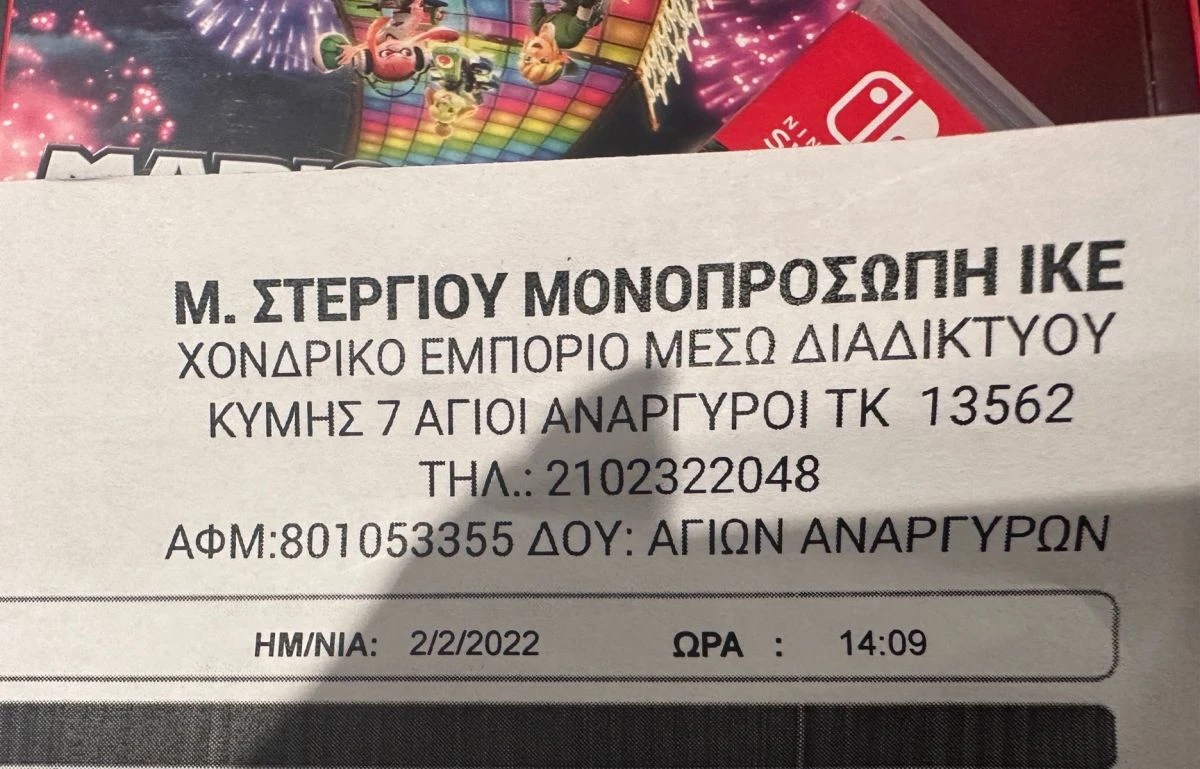 Μ. ΣΤΕΡΓΙΟΥ ΜΟΝΟΠΡΟΣΩΠΗ ΙΚΕ
ΧΟΝΔΡΙΚΟ ΕΜΠΟΡΙΟ ΜΕΣΩ ΔΙΑΔΙΚΤΥΟΥ
ΚΥΜΗΣ 7 ΑΓΙΟΙ ΑΝΑΡΓΥΡΟΙ ΤΚ 13562
ΤΗΛ.: 2102322048
ΑΦΜ:801053355 ΔΟΥ: ΑΓΙΩΝ ΑΝΑΡΓΥΡΩΝ
ΗΜ/ΝΙΑ: 2/2/2022 ΩΡΑ : 14:09